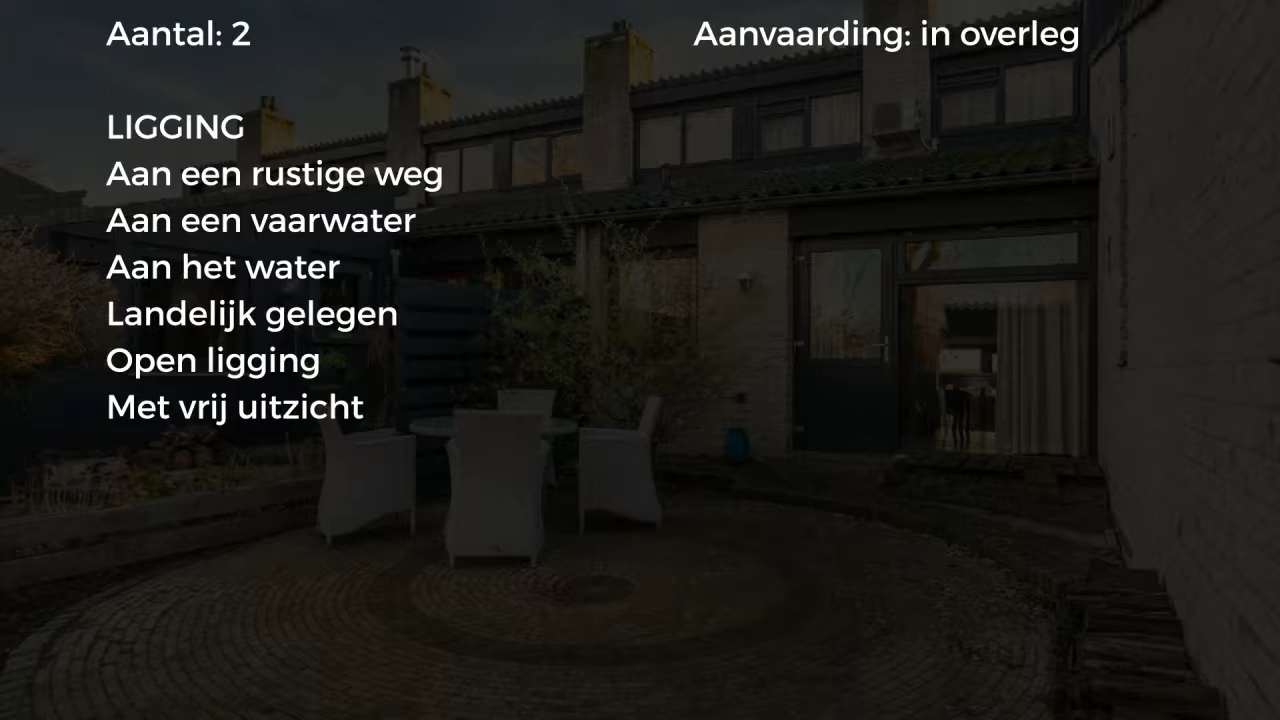 Aantal: 2
Aanvaarding: in overleg
LIGGING
Aan een rustige weg
Aan een vaarwater
Aan het water
Landelijk gelegen
Open ligging
Met vrij uitzicht